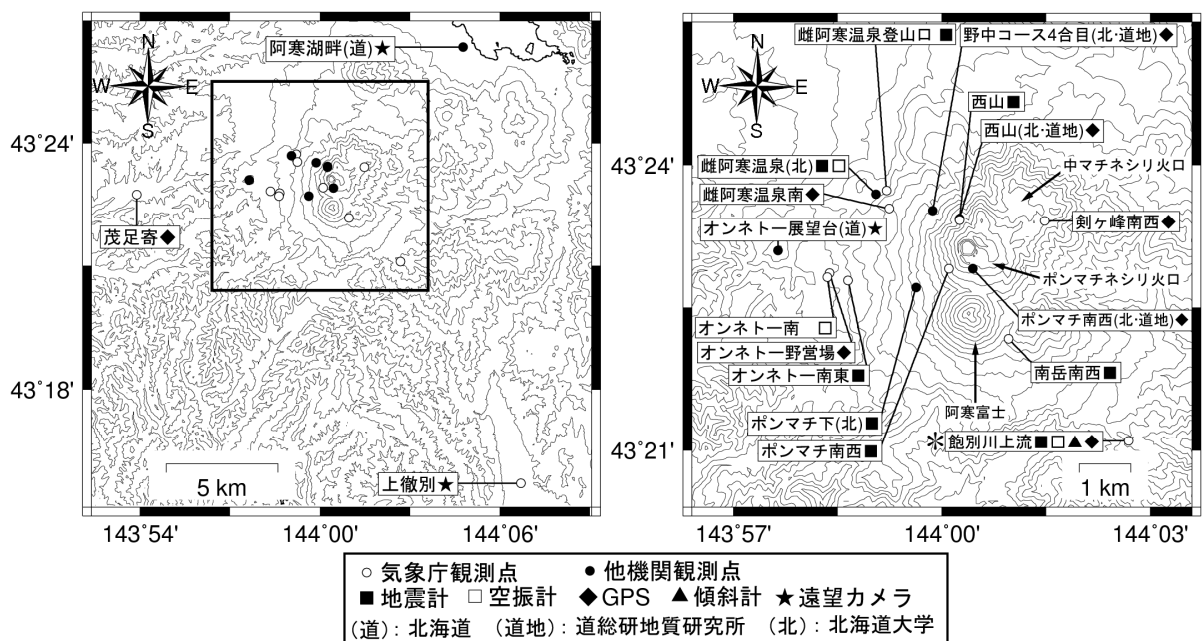 阿寒湖畔(道)★
N
W E
S
43˚24'
茂足寄◆
43˚18'
5 km
上徹別★
143˚54' 144˚00' 144˚06'
雌阿寒温泉登山口 ■
野中コース4合目(北·道地)◆
N
W E
S
西山■
西山(北·道地)◆
43˚24'
雌阿寒温泉(北)■□
中マチネシリ火口
雌阿寒温泉南◆
剣ヶ峰南西◆
オンネトー展望台(道)★
ポンマチネシリ火口
オンネトー南 □
ポンマチ南西(北·道地)◆
オンネトー野営場◆
オンネトー南東■
南岳南西■
阿寒富士
ポンマチ下(北)■
43˚21'
✲飽別川上流■□▲◆
ポンマチ南西■
1 km
143˚57' 144˚00' 144˚03'
○ 気象庁観測点 ● 他機関観測点
■地震計 □空振計 ◆GPS ▲傾斜計 ★遠望カメラ
(道)：北海道 (道地)：道総研地質研究所 (北)：北海道大学